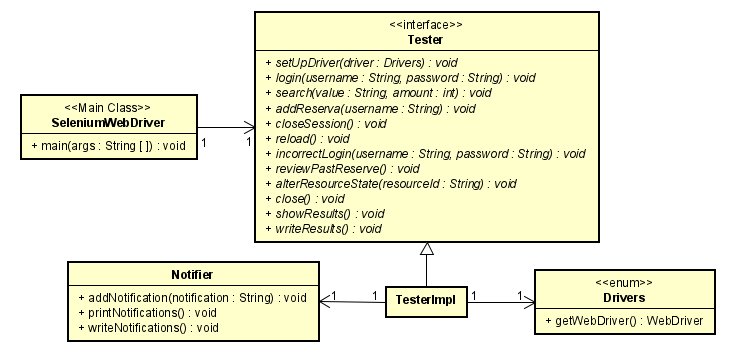 <<interface>>
Tester
+ setUpDriver(driver : Drivers) : void
+ login(username : String, password : String) : void
+ search(value : String, amount : int) : void
+ addReserva(username : String) : void
+ closeSession() : void
+ reload() : void
+ incorrectLogin(username : String, password : String) : void
+ reviewPastReserve() : void
+ alterResourceState(resourceId : String) : void
+ close() : void
+ showResults() : void
+ writeResults() : void
<<Main Class>>
SeleniumWebDriver
+ main(args : String [ ]) : void
1
1
Notifier
+ addNotification(notification : String) : void
+ printNotifications() : void
+ writeNotifications() : void
1
1
TesterImpl
1
1
<<enum>>
Drivers
+ getWebDriver() : WebDriver